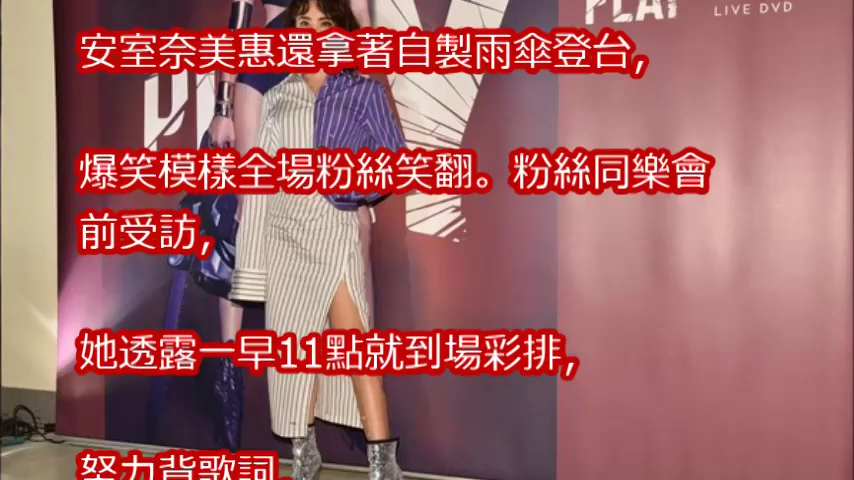 PLAY
LIVE DVD
安室奈美惠還拿著自製雨傘登台,
爆笑模樣全場粉絲笑翻。粉絲同樂會
前受訪,
她透露一早11點就到場彩排,
努力背歌詞,